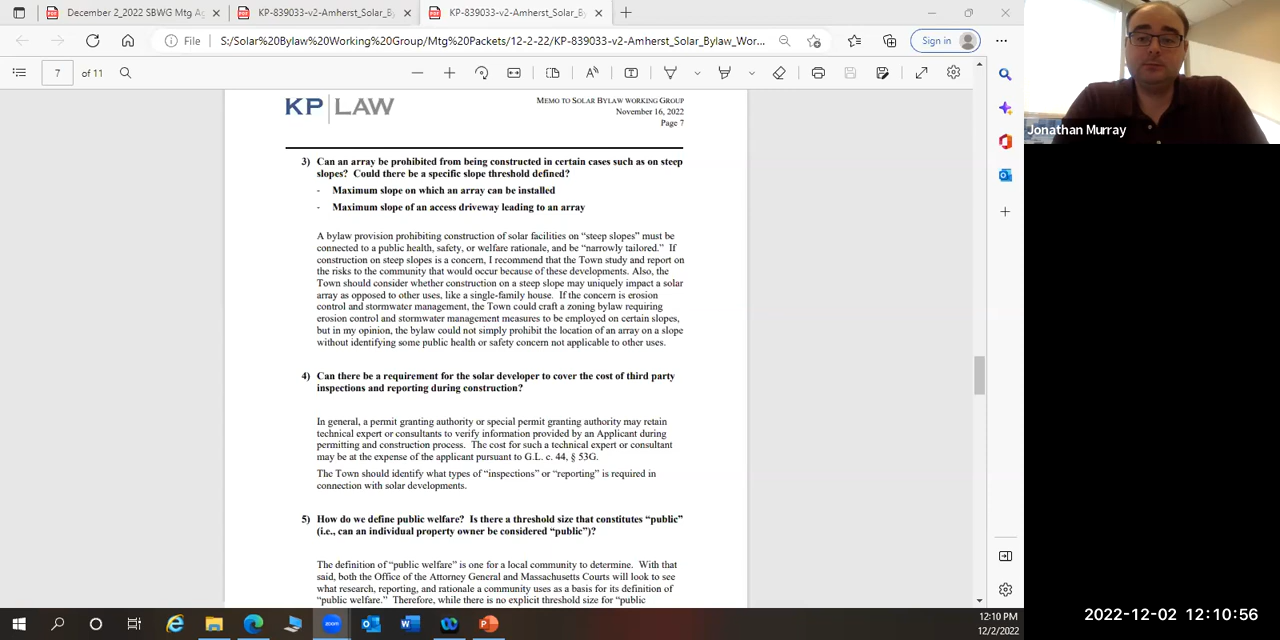 December 2_2022 SBWG Mtg Ag
KP-839033-v2-Amherst_Solar_By
KP-839033-v2-Amherst_Solar_By
File
S:/Solar%20Bylaw%20Working%20Group/Mtg%20Packets/12-2-22/KP-839033-v2-Amherst_Solar_Bylaw_Wor...
Sign in
7 of 11
KP | LAW
MEMO TO SOLAR BYLAW WORKING GROUP
November 16, 2022
Page 7
3) Can an array be prohibited from being constructed in certain cases such as on steep
slopes? Could there be a specific slope threshold defined?
- Maximum slope on which an array can be installed
- Maximum slope of an access driveway leading to an array
A bylaw provision prohibiting construction of solar facilities on “steep slopes” must be
connected to a public health, safety, or welfare rationale, and be “narrowly tailored.” If
construction on steep slopes is a concern, I recommend that the Town study and report on
the risks to the community that would occur because of these developments. Also, the
Town should consider whether construction on a steep slope may uniquely impact a solar
array as opposed to other uses, like a single-family house. If the concern is erosion
control and stormwater management, the Town could craft a zoning bylaw requiring
erosion control and stormwater management measures to be employed on certain slopes,
but in my opinion, the bylaw could not simply prohibit the location of an array on a slope
without identifying some public health or safety concern not applicable to other uses.
4) Can there be a requirement for the solar developer to cover the cost of third party
inspections and reporting during construction?
In general, a permit granting authority or special permit granting authority may retain
technical expert or consultants to verify information provided by an Applicant during
permitting and construction process. The cost for such a technical expert or consultant
may be at the expense of the applicant pursuant to G.L. c. 44, § 53G.
The Town should identify what types of “inspections” or “reporting” is required in
connection with solar developments.
5) How do we define public welfare? Is there a threshold size that constitutes “public”
(i.e., can an individual property owner be considered “public”)?
The definition of “public welfare” is one for a local community to determine. With that
said, both the Office of the Attorney General and Massachusetts Courts will look to see
what research, reporting, and rationale a community uses as a basis for its definition of
“public welfare.” Therefore, while there is no explicit threshold size for “public
Jonathan Murray
zoom
12:10 PM
12/2/2022
2022-12-02 12:10:56